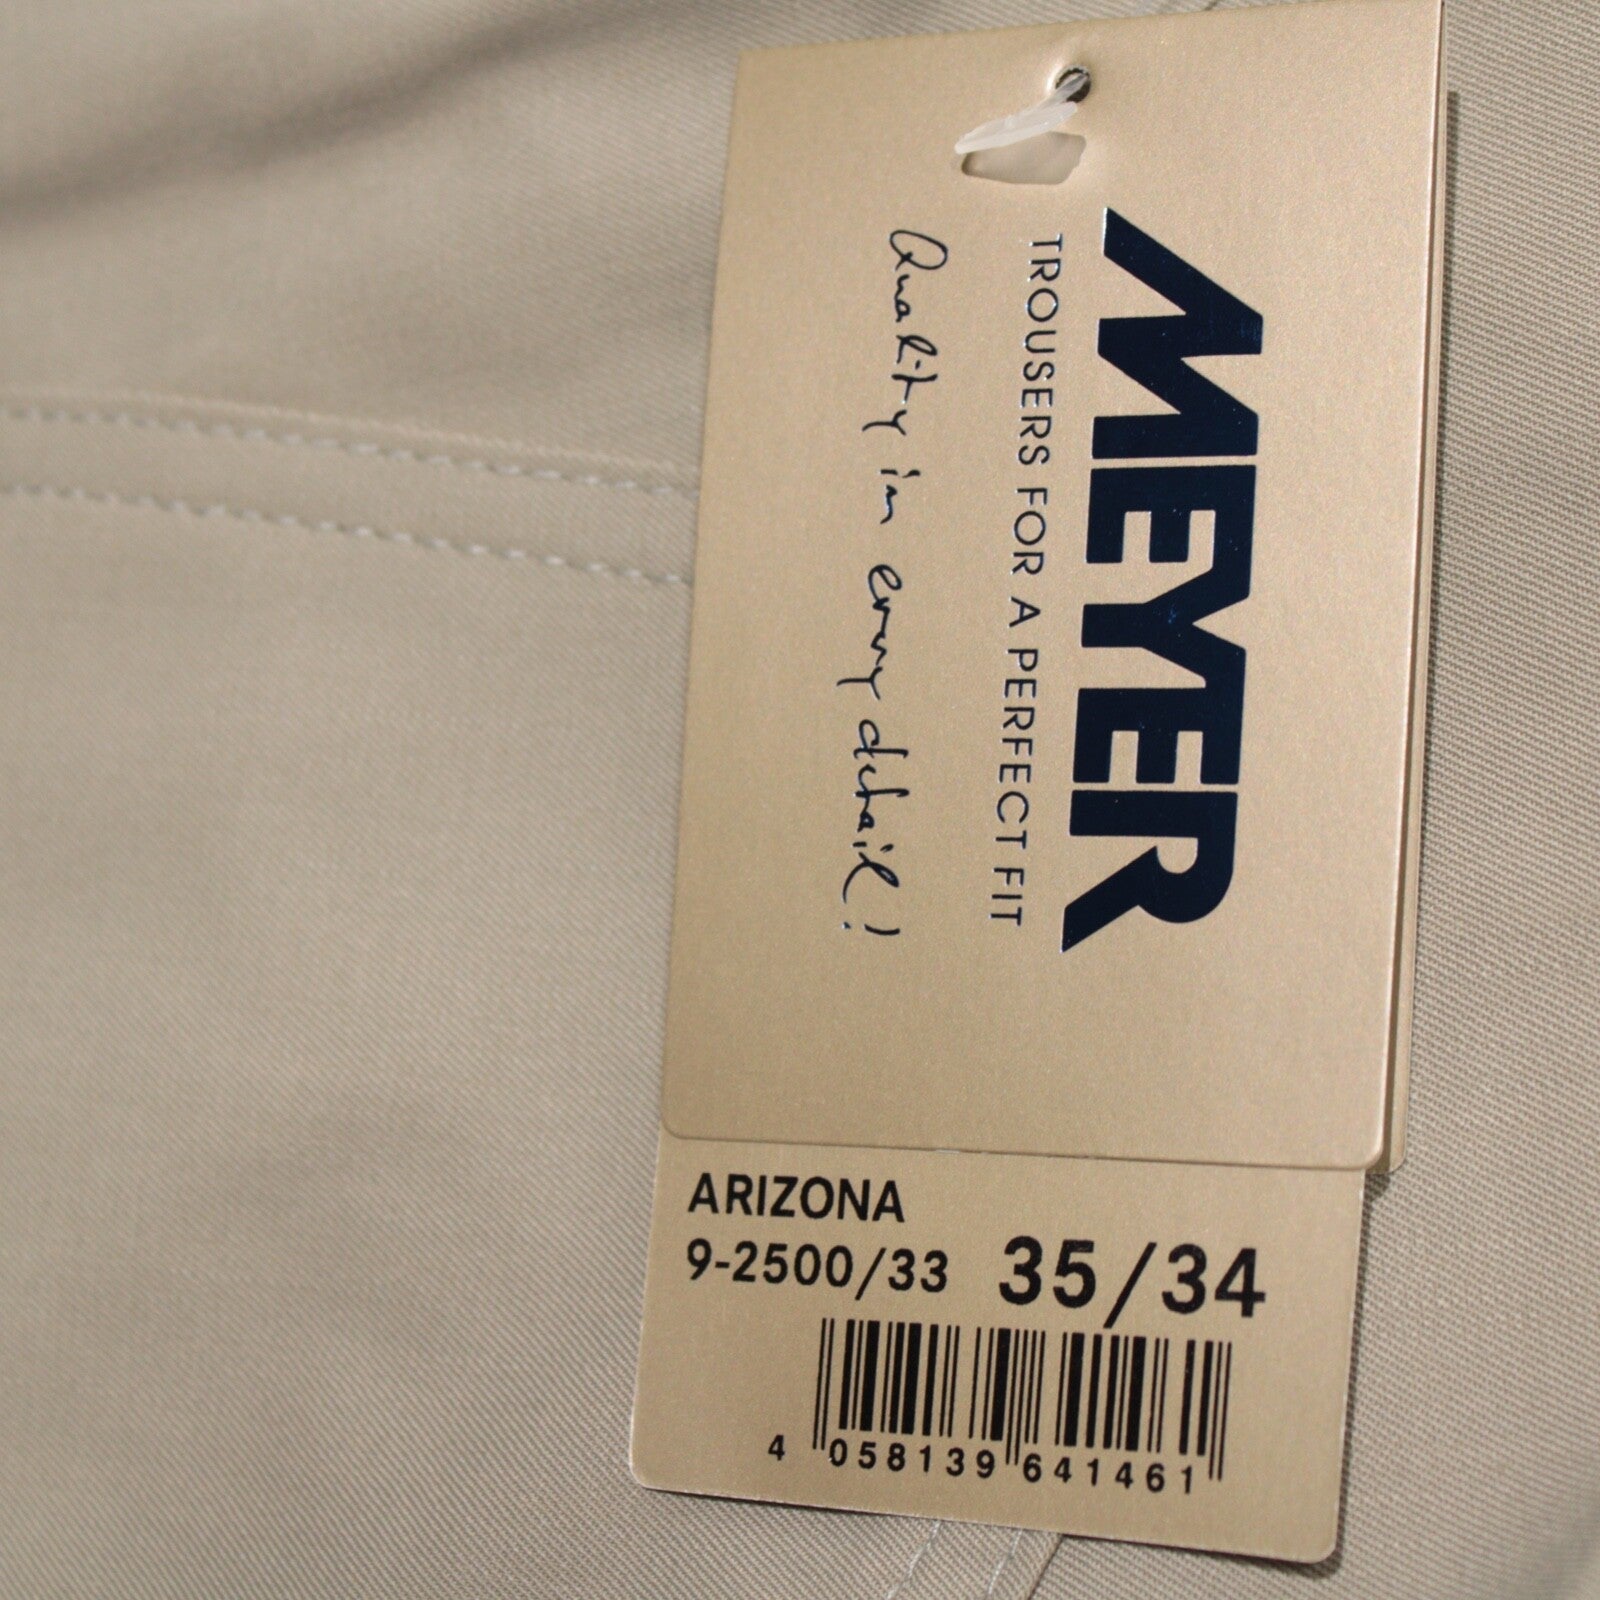 MEYER
TROUSERS FOR A PERFECT FIT
Quality in every detail!
ARIZONA
9-2500/33 35/34
4 058139 641461